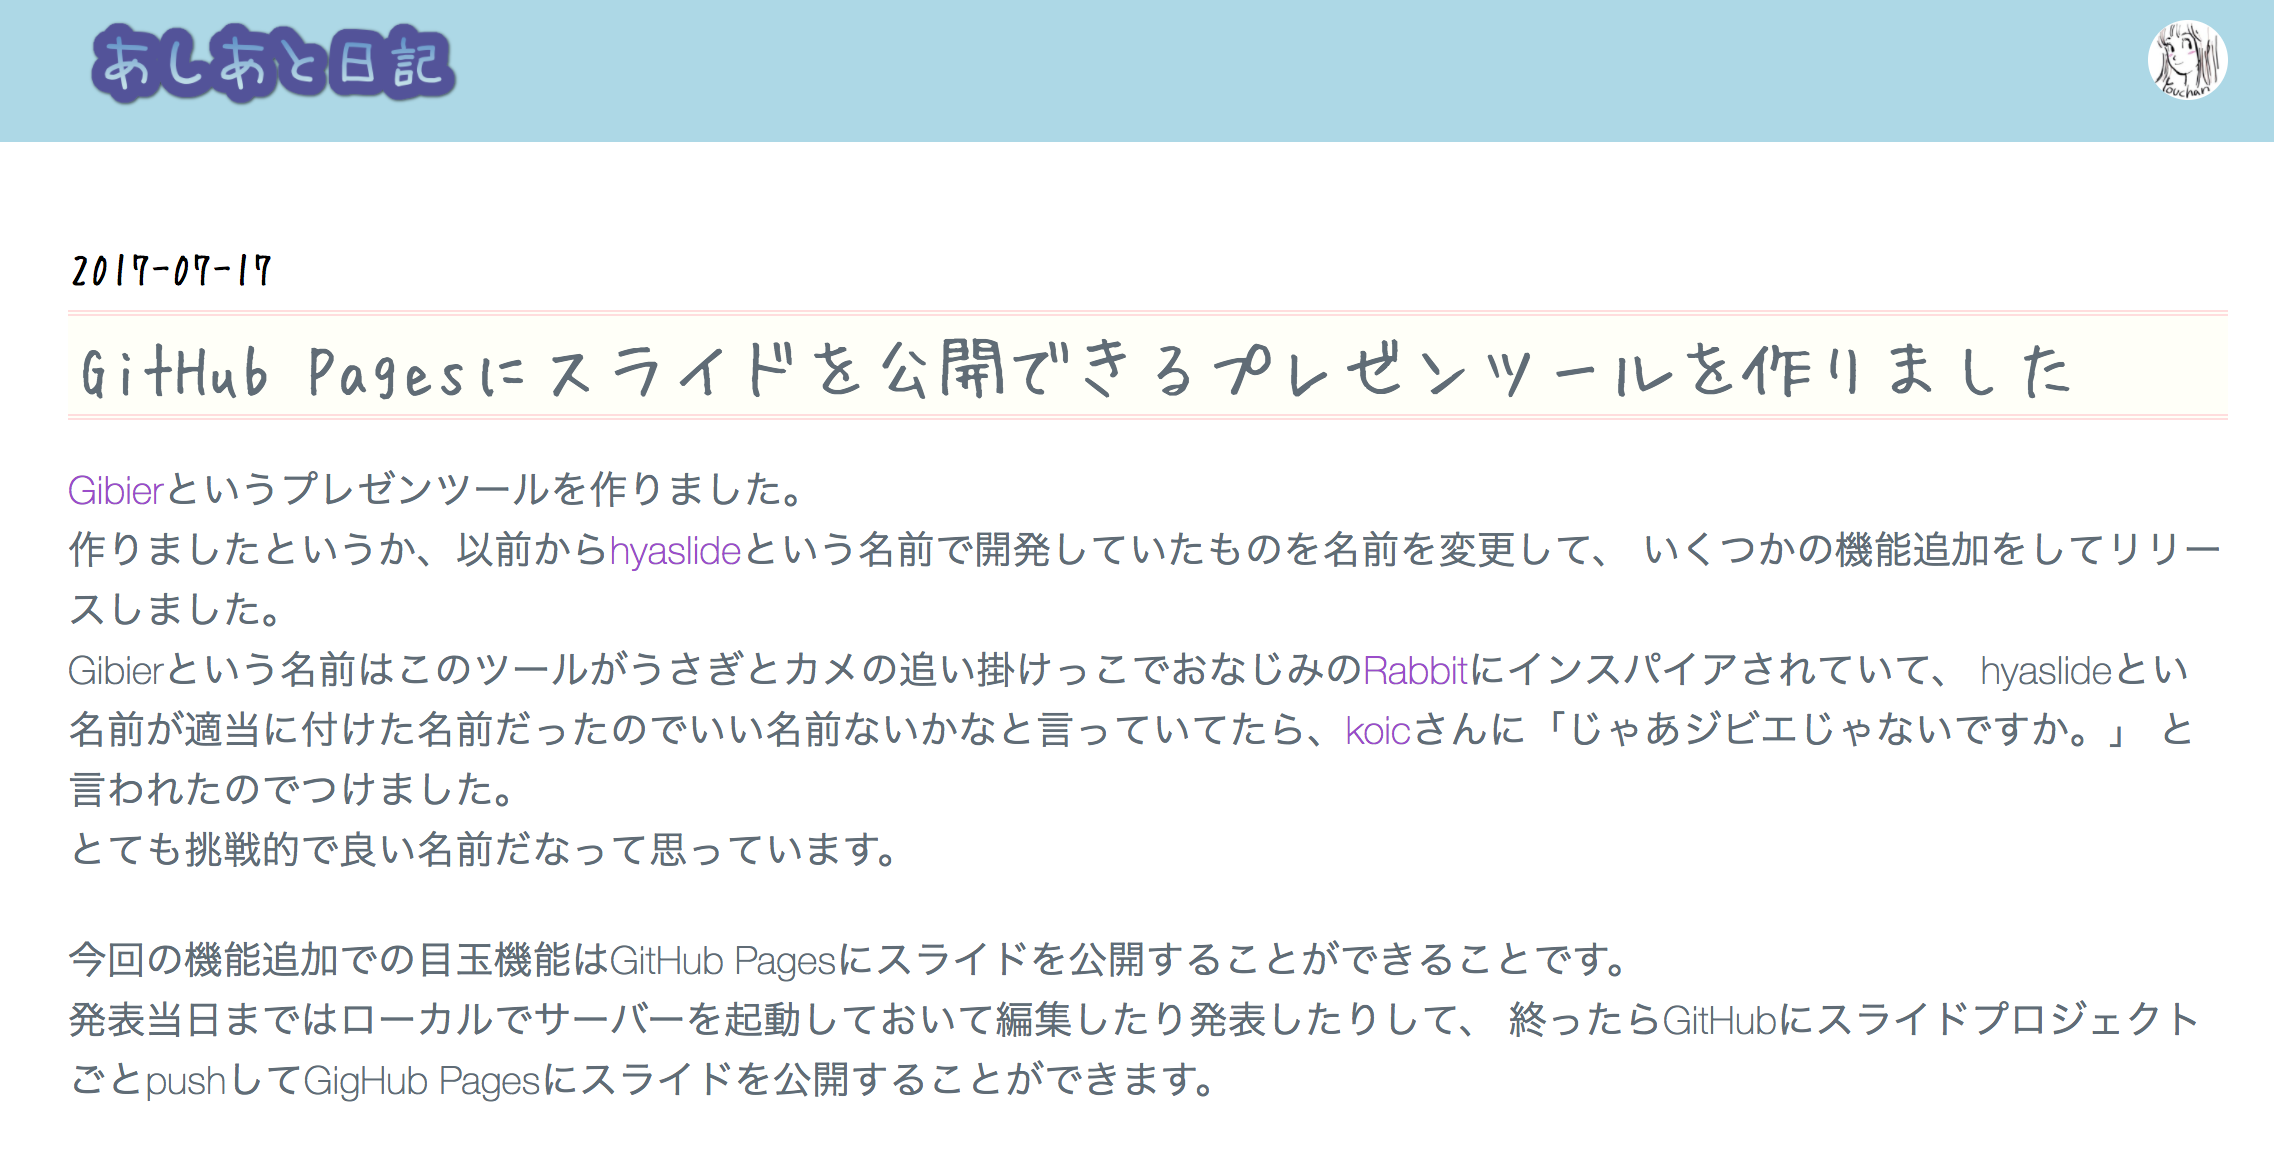 あしあと日記
touchan
2017-07-17
GitHub Pagesにスライドを公開できるプレゼンツールを作りました
Gibierというプレゼンツールを作りました。
作りましたというか、以前からhyaslideという名前で開発していたものを名前を変更して、 いくつかの機能追加をしてリリー
スしました。
Gibierという名前はこのツールがうさぎとカメの追い掛けっこでおなじみのRabbitにインスパイアされていて、 hyaslideとい
名前が適当に付けた名前だったのでいい名前ないかなと言っていてたら、koicさんに「じゃあジビエじゃないですか。」 と
言われたのでつけました。
とても挑戦的で良い名前だなって思っています。
今回の機能追加での目玉機能はGitHub Pagesにスライドを公開することができることです。
発表当日まではローカルでサーバーを起動しておいて編集したり発表したりして、 終ったらGitHubにスライドプロジェクト
ごとpushしてGigHub Pagesにスライドを公開することができます。